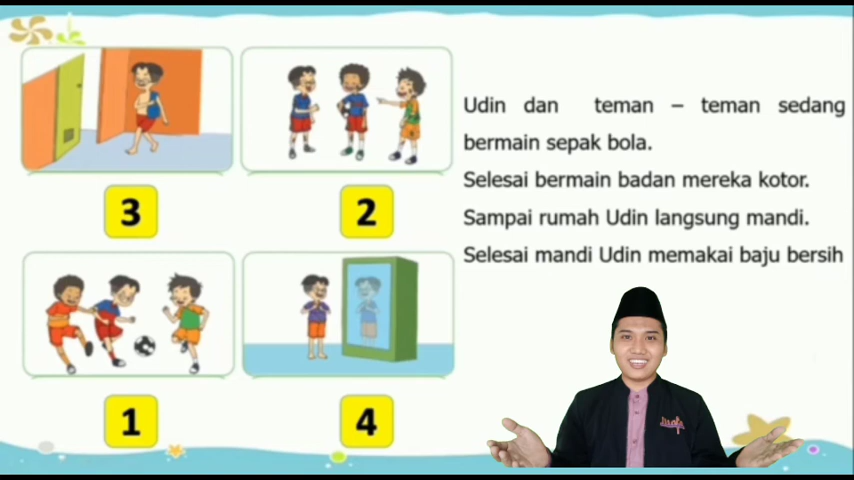 3
2
1
4
Udin dan teman – teman sedang
bermain sepak bola.
Selesai bermain badan mereka kotor.
Sampai rumah Udin langsung mandi.
Selesai mandi Udin memakai baju bersih